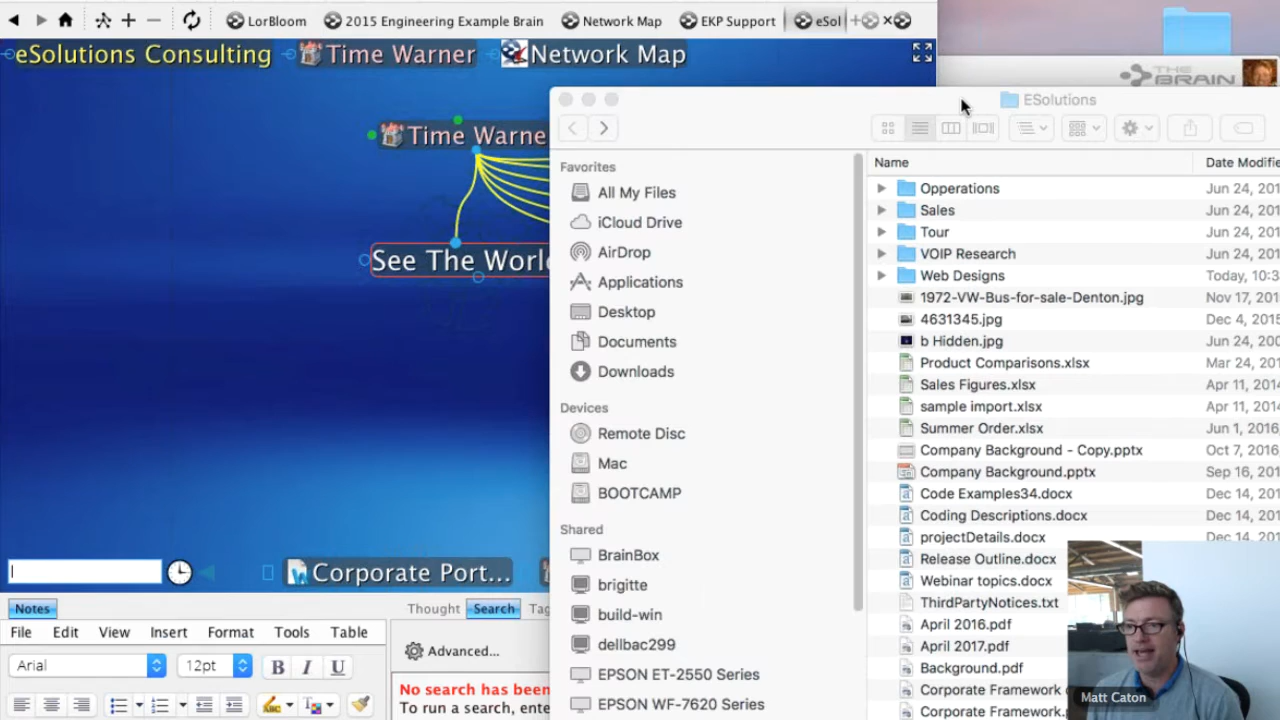 LorBloom
2015 Engineering Example Brain
Network Map
EKP Support
eSol
eSolutions Consulting
Time Warner
Network Map
THE BRAIN
ESolutions
Time Warne
See The World
Favorites
All My Files
iCloud Drive
AirDrop
Applications
Desktop
Documents
Downloads
Devices
Remote Disc
Mac
BOOTCAMP
Shared
BrainBox
brigitte
build-win
dellbac299
EPSON ET-2550 Series
EPSON WF-7620 Series
Name Date Modifie
Opperations Jun 24, 201
Sales Jun 24, 201
Tour Jun 24, 201
VOIP Research Jun 24, 201
Web Designs Today, 10:3
1972-VW-Bus-for-sale-Denton.jpg Nov 17, 201
4631345.jpg Dec 4, 2015
b Hidden.jpg Jun 24, 200
Product Comparisons.xlsx Mar 24, 201
Sales Figures.xlsx Apr 11, 2014
sample import.xlsx Apr 11, 2014
Summer Order.xlsx Jun 1, 2016,
Company Background - Copy.pptx Oct 7, 2016
Company Background.pptx Sep 16, 201
Code Examples34.docx Dec 14, 201
Coding Descriptions.docx Dec 14, 201
projectDetails.docx Dec 14, 201
Release Outline.docx
Webinar topics.docx
ThirdPartyNotices.txt
April 2016.pdf
April 2017.pdf
Background.pdf
Corporate Framework
Corporate Framework.
Corporate Port...
Notes
Thought Search Tag
File Edit View Insert Format Tools Table
Advanced...
Arial 12pt B I U
No search has been
To run a search, ente
Matt Caton